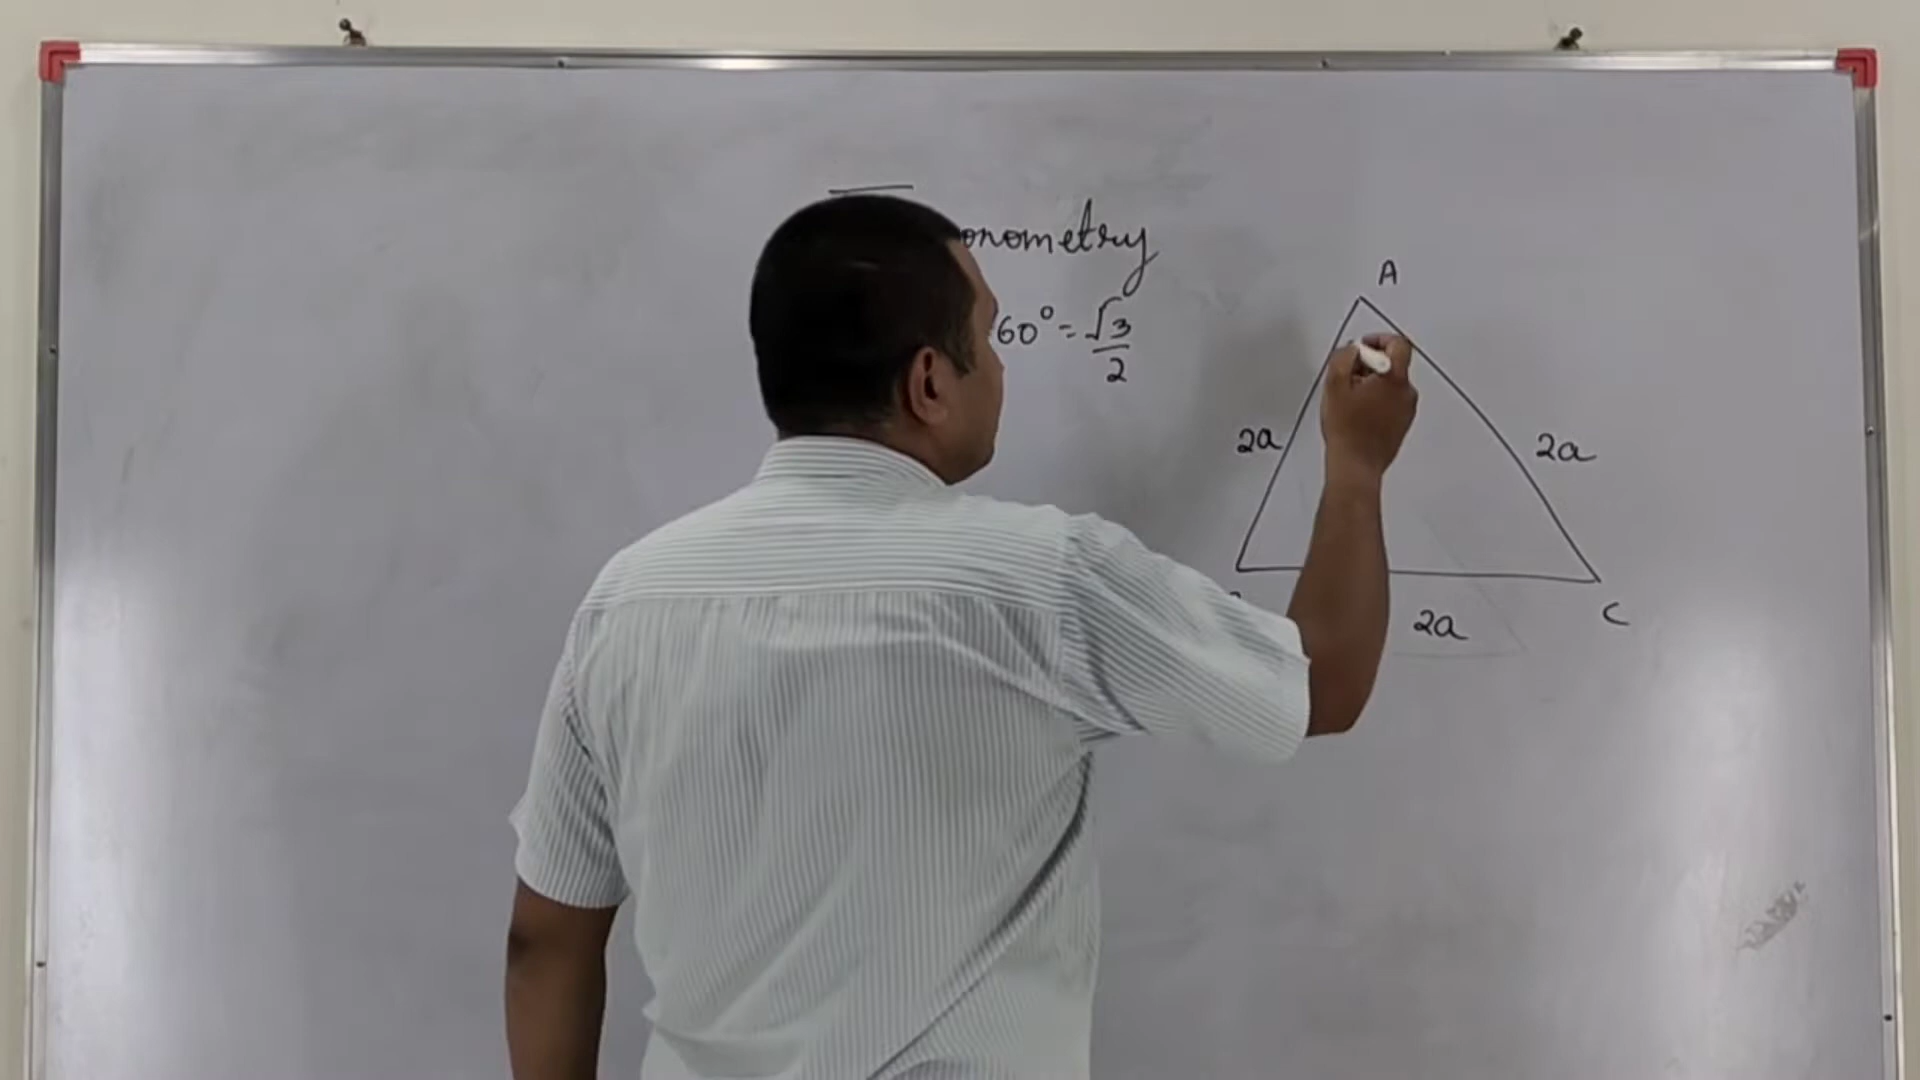 onometry
60° = √3/2
A
2a
2a
2a
C